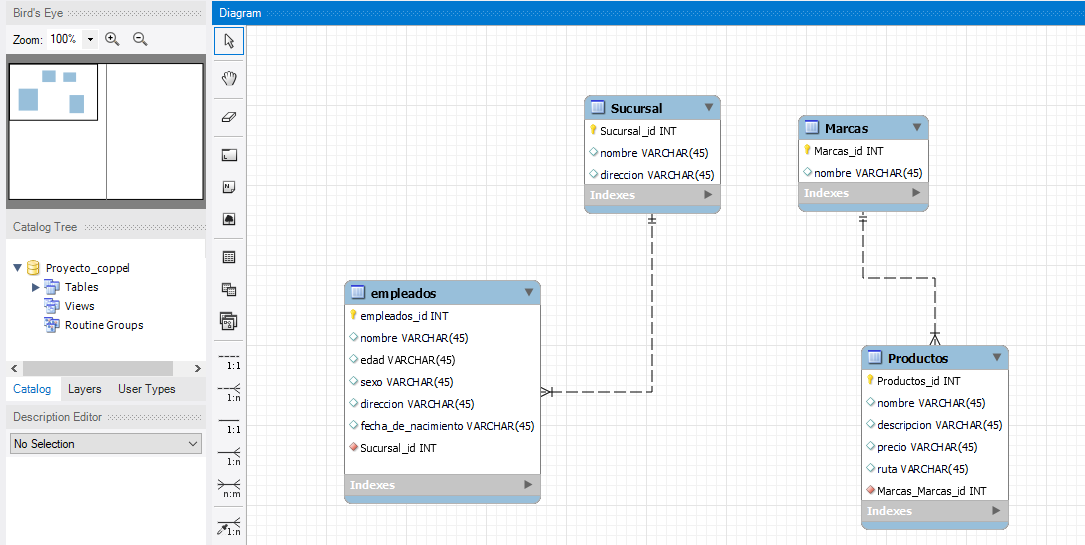 Bird's Eye
Zoom: 100%
Catalog Tree
Proyecto_coppel
Tables
Views
Routine Groups
Catalog Layers User Types
Description Editor
No Selection
Diagram
1:1
1:n
1:1
1:n
n:m
1:n
Sucursal
Sucursal_id INT
nombre VARCHAR(45)
direccion VARCHAR(45)
Indexes
Marcas
Marcas_id INT
nombre VARCHAR(45)
Indexes
empleados
empleados_id INT
nombre VARCHAR(45)
edad VARCHAR(45)
sexo VARCHAR(45)
direccion VARCHAR(45)
fecha_de_nacimiento VARCHAR(45)
Sucursal_id INT
Indexes
Productos
Productos_id INT
nombre VARCHAR(45)
descripcion VARCHAR(45)
precio VARCHAR(45)
ruta VARCHAR(45)
Marcas_Marcas_id INT
Indexes